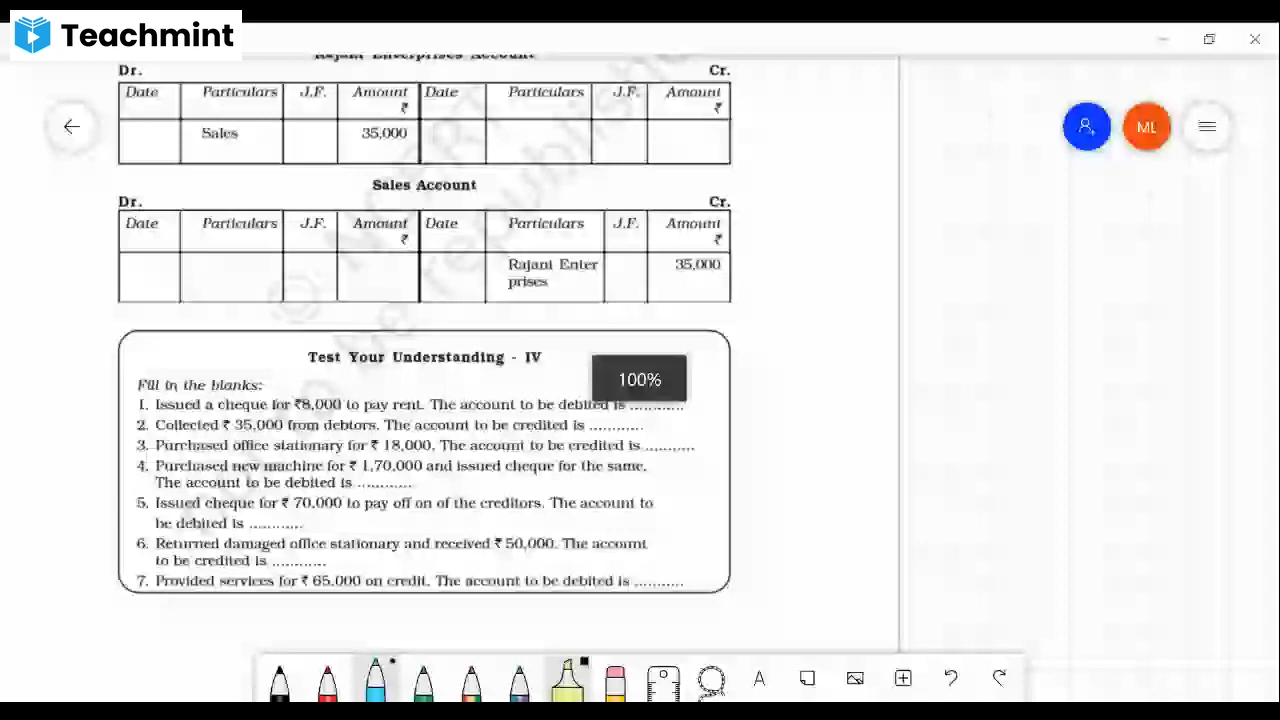 Teachmint
Rajani Enterprises Account
Dr. Cr.
Date Particulars J.F. Amount Date Particulars J.F. Amount
₹ ₹
Sales 35,000
Sales Account
Dr. Cr.
Date Particulars J.F. Amount Date Particulars J.F. Amount
₹ ₹
Rajani Enter 35,000
prises
Test Your Understanding - IV
Fill in the blanks:
1. Issued a cheque for ₹8,000 to pay rent. The account to be debited is ...........
2. Collected ₹ 35,000 from debtors. The account to be credited is ...........
3. Purchased office stationary for ₹ 18,000. The account to be credited is ..........
4. Purchased new machine for ₹ 1,70,000 and issued cheque for the same.
The account to be debited is ...........
5. Issued cheque for ₹ 70,000 to pay off on of the creditors. The account to
be debited is ...........
6. Returned damaged office stationary and received ₹ 50,000. The account
to be credited is ...........
7. Provided services for ₹ 65,000 on credit. The account to be debited is ..........
100%
ML
A